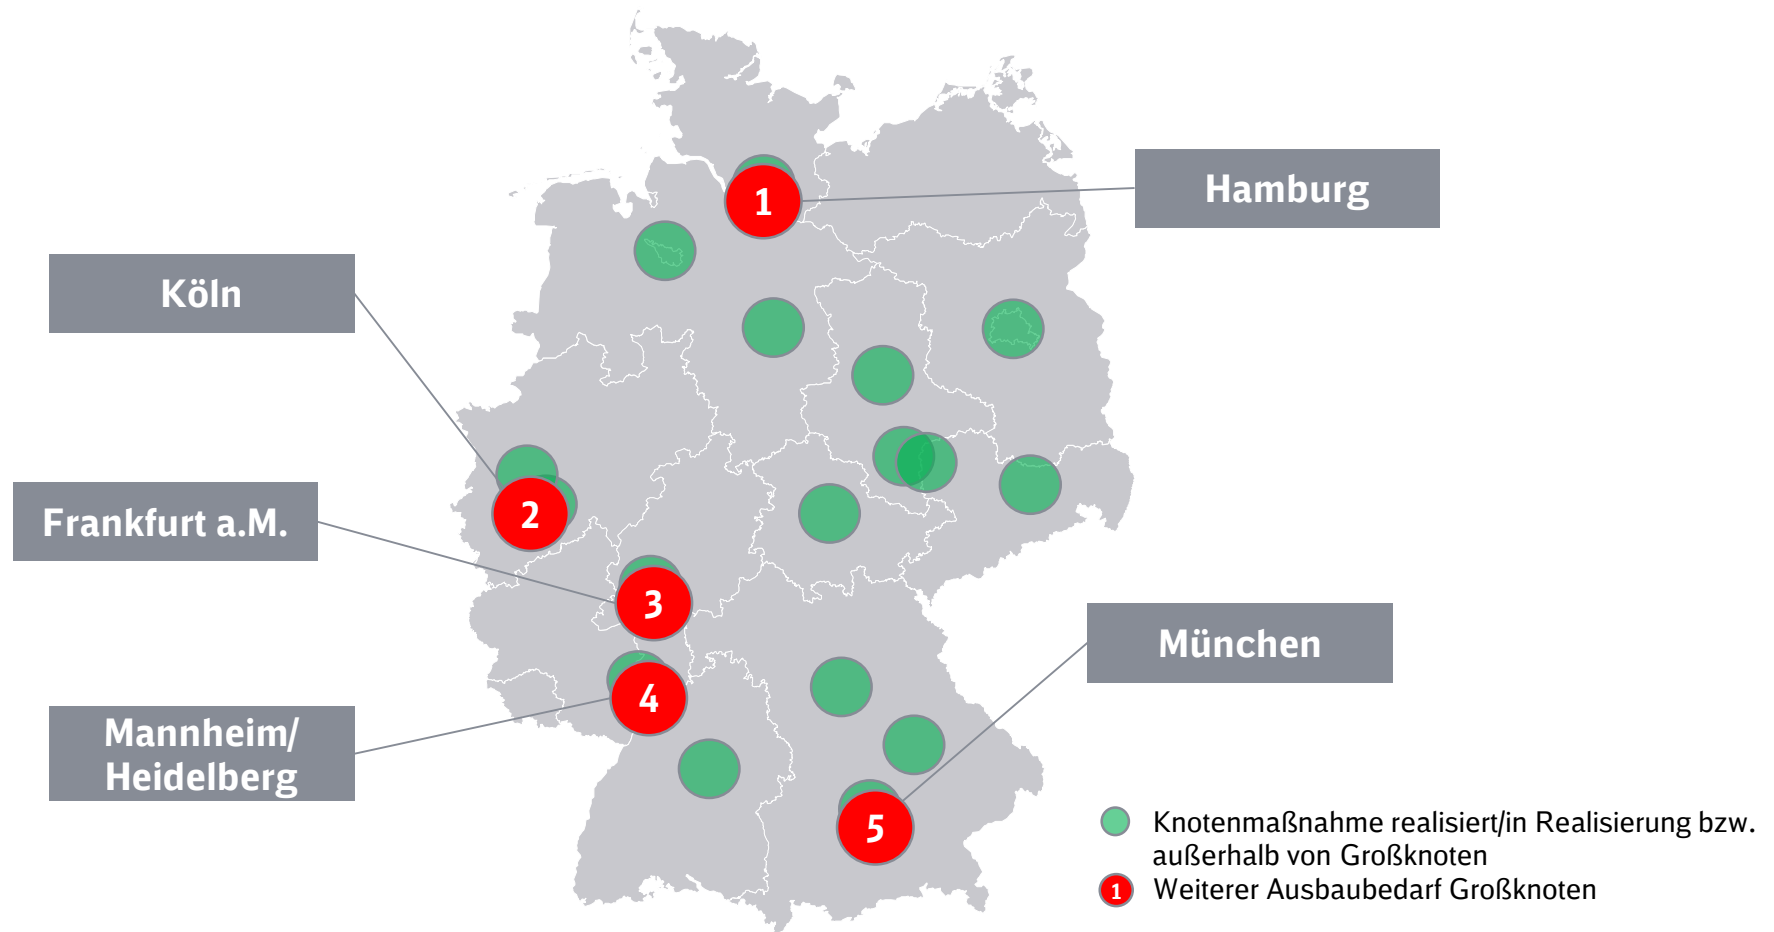 Hamburg
1
Köln
2
Frankfurt a.M.
3
Mannheim/
Heidelberg
4
München
5
Knotenmaßnahme realisiert/in Realisierung bzw.
außerhalb von Großknoten
1 Weiterer Ausbaubedarf Großknoten